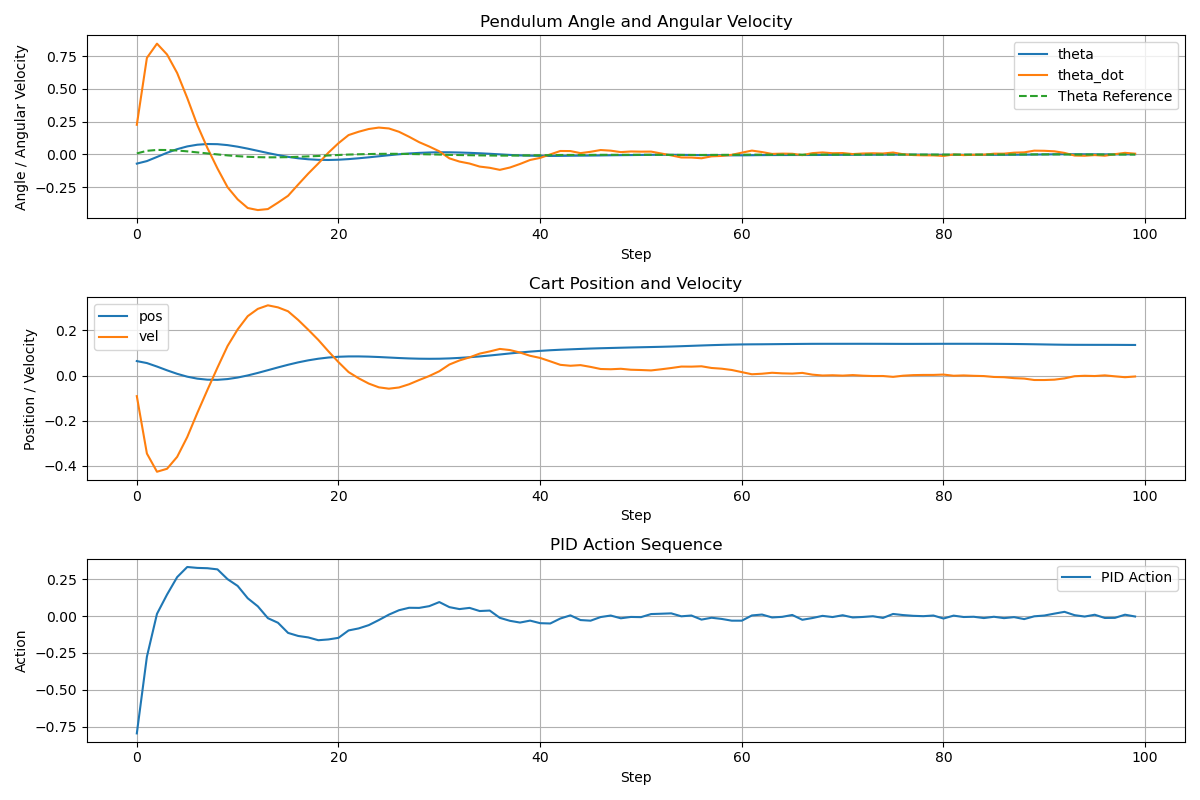 Pendulum Angle and Angular Velocity
Angle / Angular Velocity
0.75
0.50
0.25
0.00
−0.25
theta
theta_dot
Theta Reference
0 20 40 60 80 100
Step
Cart Position and Velocity
Position / Velocity
0.2
0.0
−0.2
−0.4
pos
vel
0 20 40 60 80 100
Step
PID Action Sequence
Action
0.25
0.00
−0.25
−0.50
−0.75
PID Action
0 20 40 60 80 100
Step